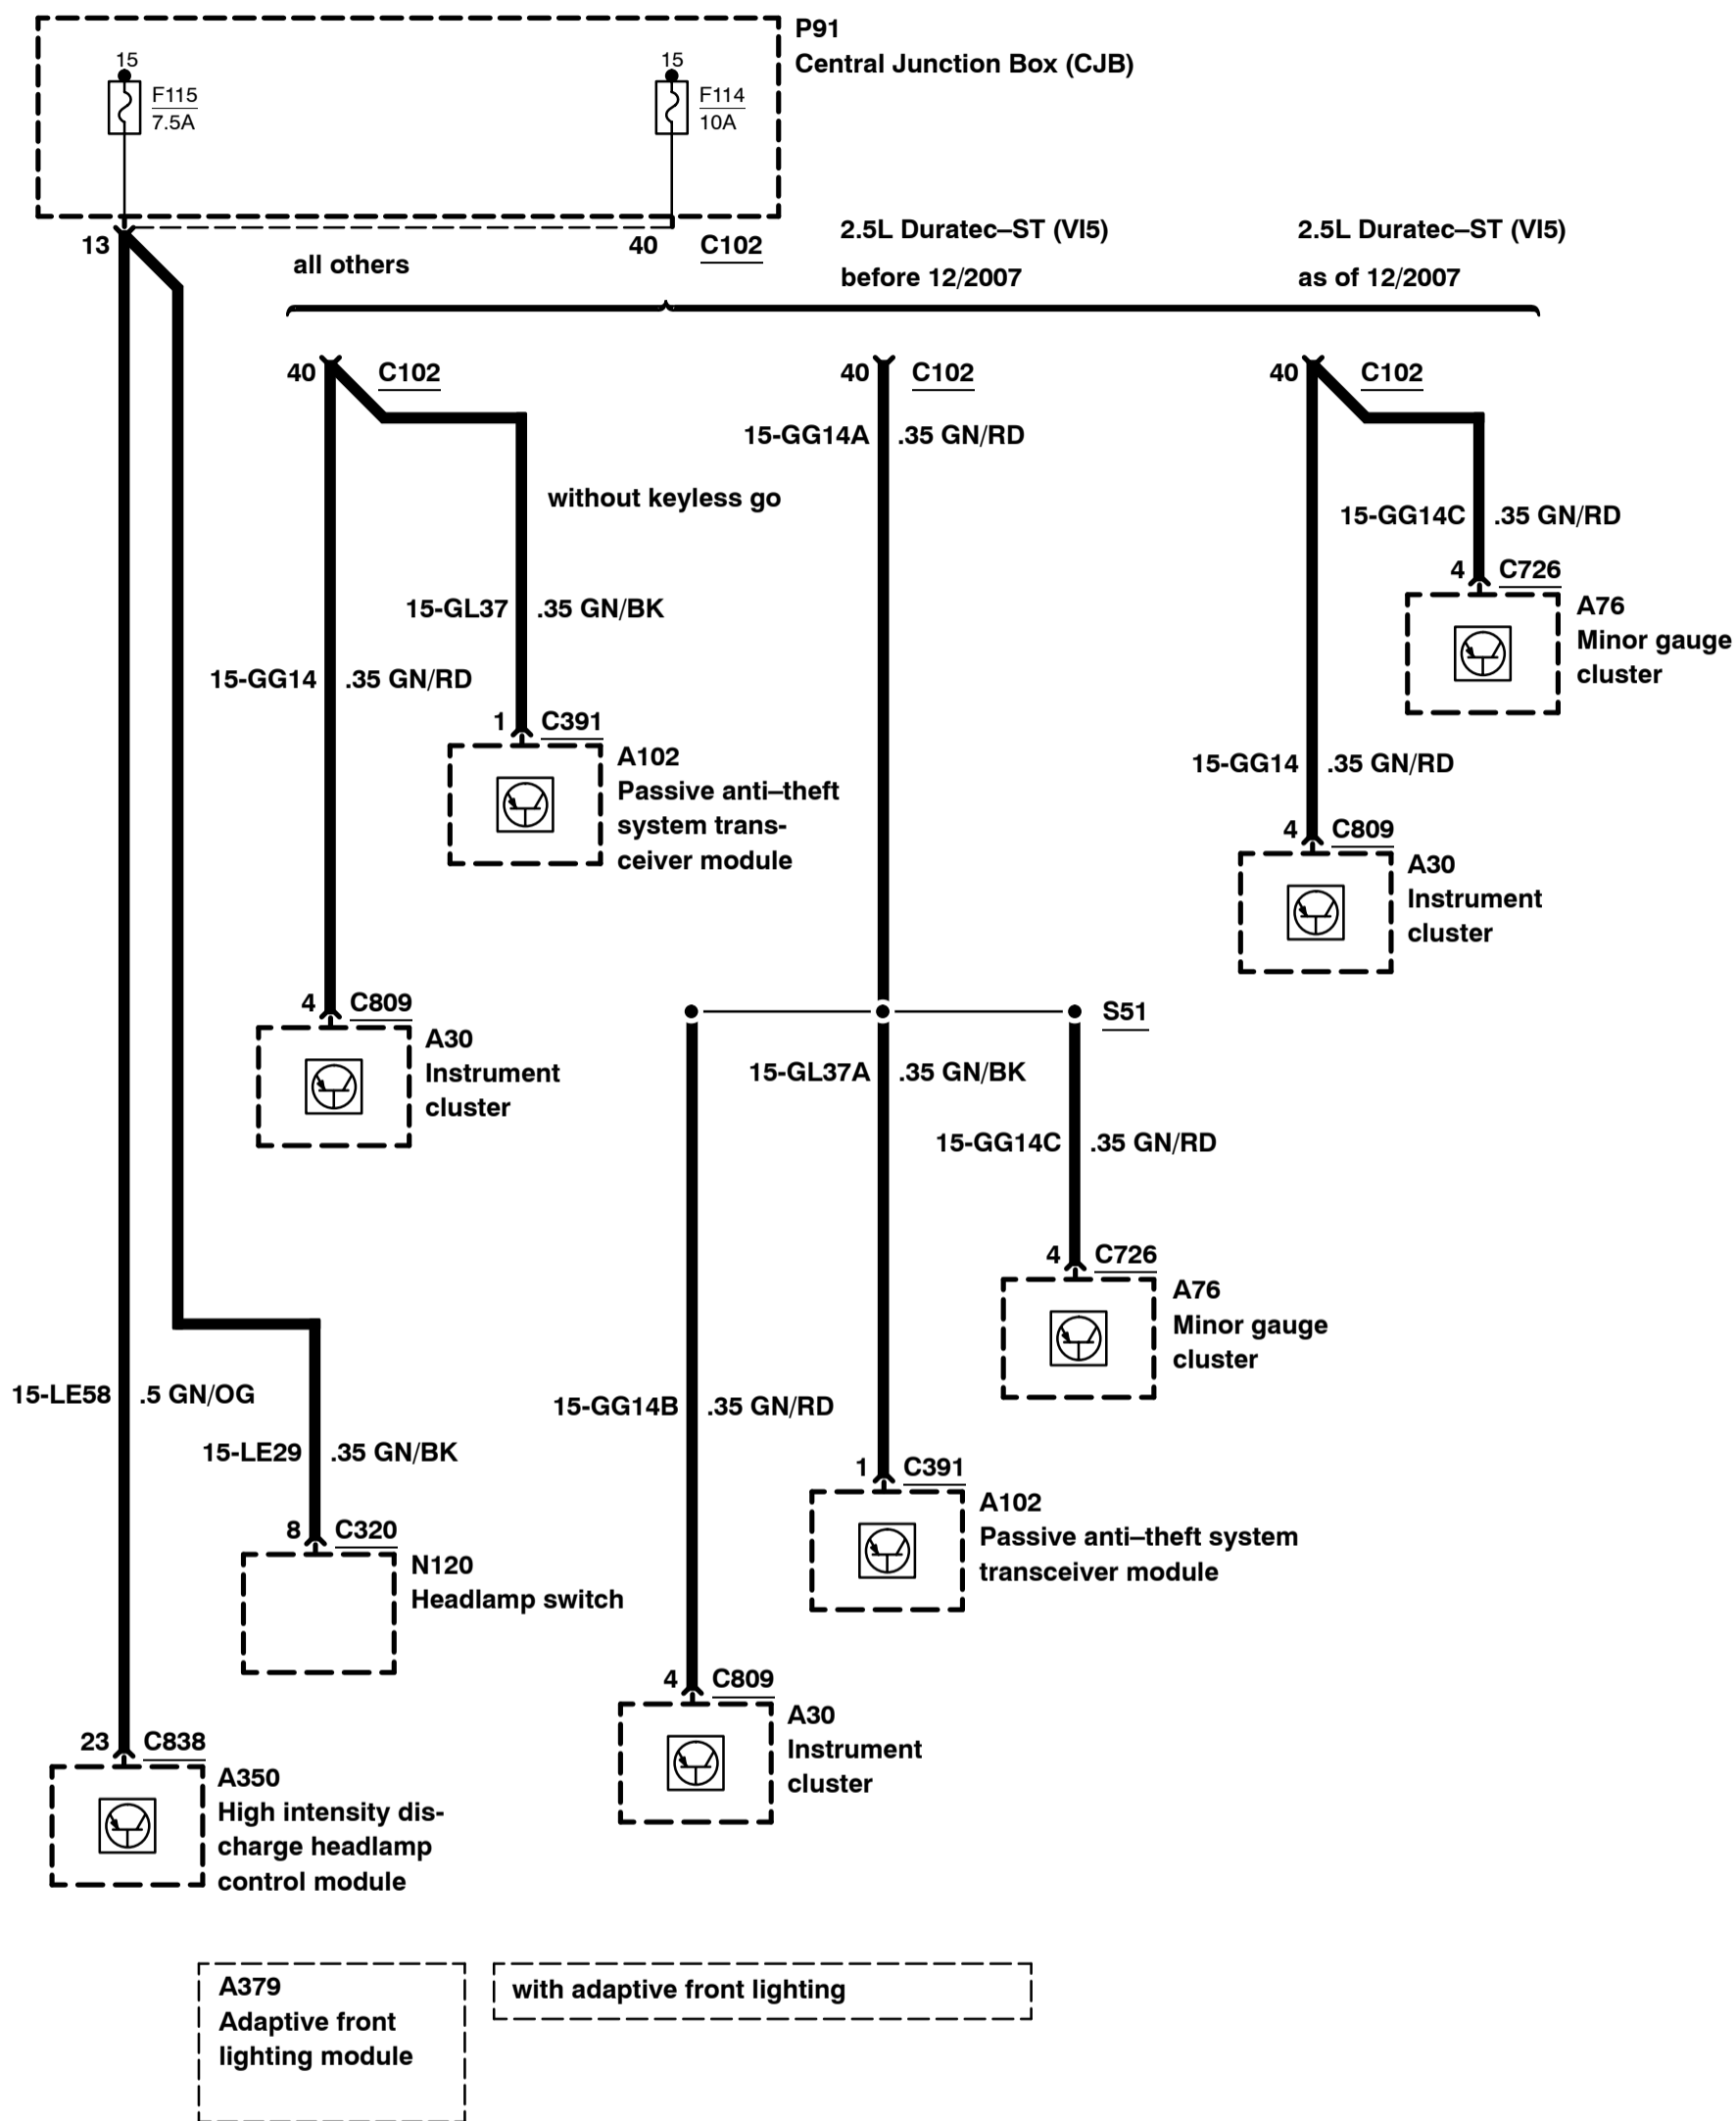 P91
Central Junction Box (CJB)
15
F115
7.5A
15
F114
10A
13
40
C102
all others
2.5L Duratec–ST (VI5)
before 12/2007
2.5L Duratec–ST (VI5)
as of 12/2007
40
C102
40
C102
40
C102
15-GG14A
.35 GN/RD
without keyless go
15-GG14C
.35 GN/RD
4
C726
A76
Minor gauge
cluster
15-GL37
.35 GN/BK
15-GG14
.35 GN/RD
1
C391
A102
Passive anti–theft
system trans-
ceiver module
15-GG14
.35 GN/RD
4
C809
A30
Instrument
cluster
4
C809
A30
Instrument
cluster
S51
15-GL37A
.35 GN/BK
15-GG14C
.35 GN/RD
4
C726
A76
Minor gauge
cluster
15-LE58
.5 GN/OG
15-GG14B
.35 GN/RD
15-LE29
.35 GN/BK
1
C391
A102
Passive anti–theft system
transceiver module
8
C320
N120
Headlamp switch
4
C809
A30
Instrument
cluster
23
C838
A350
High intensity dis-
charge headlamp
control module
A379
Adaptive front
lighting module
with adaptive front lighting